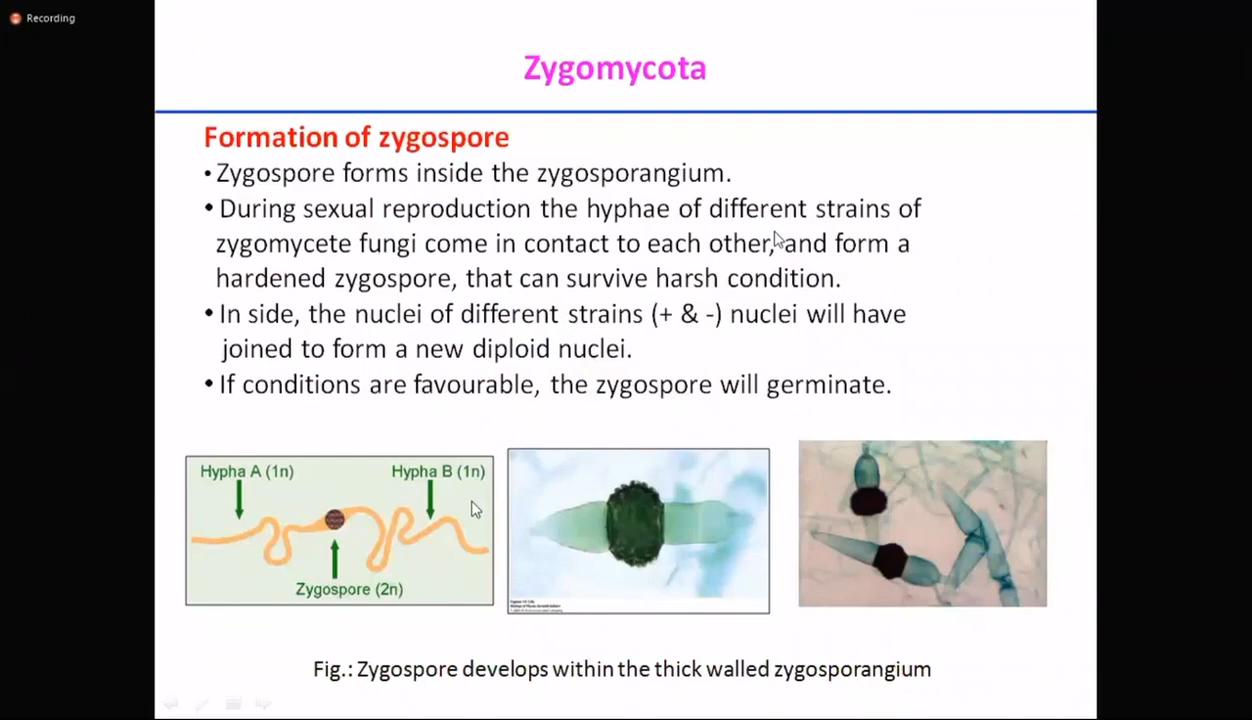 Recording
Zygomycota
Formation of zygospore
• Zygospore forms inside the zygosporangium.
• During sexual reproduction the hyphae of different strains of
zygomycete fungi come in contact to each other, and form a
hardened zygospore, that can survive harsh condition.
• In side, the nuclei of different strains (+ & -) nuclei will have
joined to form a new diploid nuclei.
• If conditions are favourable, the zygospore will germinate.
Hypha A (1n) Hypha B (1n)
Zygospore (2n)
Fig.: Zygospore develops within the thick walled zygosporangium